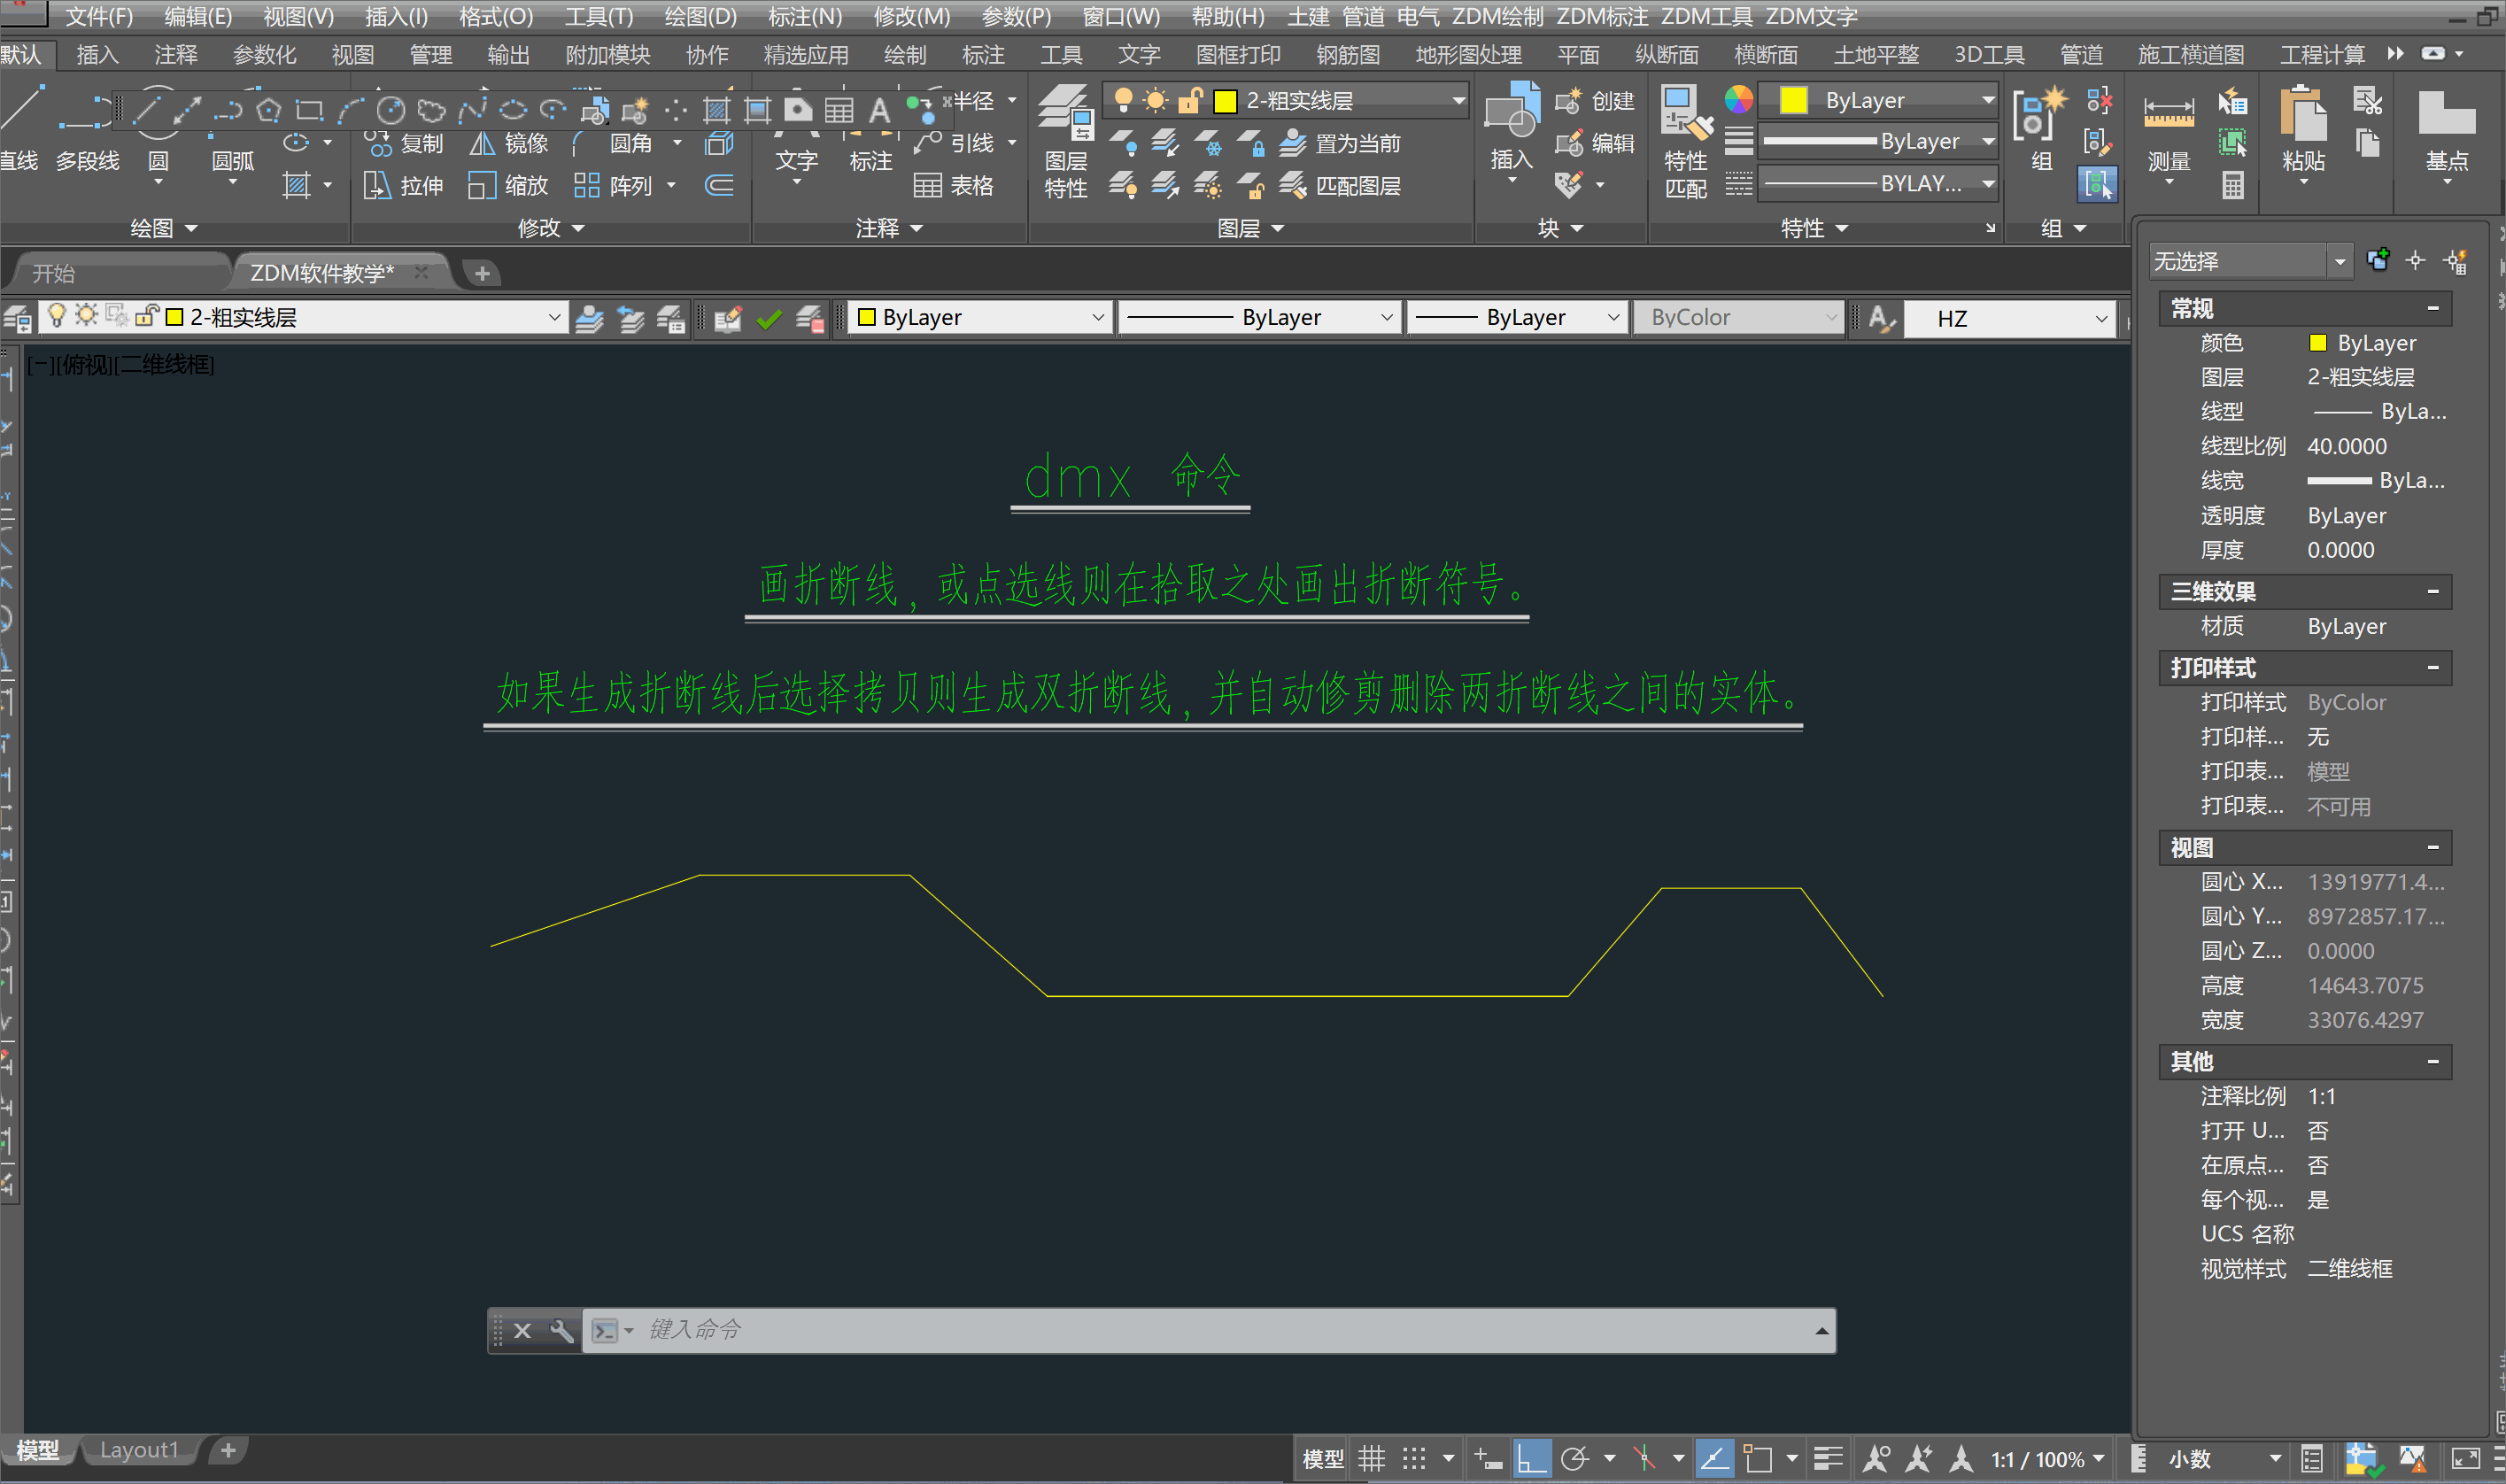 文件(F) 编辑(E) 视图(V) 插入(I) 格式(O) 工具(T) 绘图(D) 标注(N) 修改(M) 参数(P) 窗口(W) 帮助(H) 土建 管道 电气 ZDM绘制 ZDM标注 ZDM工具 ZDM文字
默认 插入 注释 参数化 视图 管理 输出 附加模块 协作 精选应用 绘制 标注 工具 文字 图框打印 钢筋图 地形图处理 平面 纵断面 横断面 土地平整 3D工具 管道 施工横道图 工程计算
半径 2-粗实线层 创建 ByLayer
复制 镜像 圆角 引线 置为当前 编辑 ByLayer
直线 多段线 圆 圆弧 文字 标注 图层 插入 特性 组 测量 粘贴 基点
拉伸 缩放 阵列 表格 特性 匹配图层 匹配 BYLAY...
绘图 修改 注释 图层 块 特性 组
开始 ZDM软件教学*
2-粗实线层 ByLayer ByLayer ByLayer ByColor HZ
[-][俯视][二维线框]
dmx 命令
画折断线，或点选线则在拾取之处画出折断符号。
如果生成折断线后选择拷贝则生成双折断线，并自动修剪删除两折断线之间的实体。
键入命令
无选择
常规
颜色 ByLayer
图层 2-粗实线层
线型 ByLa...
线型比例 40.0000
线宽 ByLa...
透明度 ByLayer
厚度 0.0000
三维效果
材质 ByLayer
打印样式
打印样式 ByColor
打印样... 无
打印表... 模型
打印表... 不可用
视图
圆心 X... 13919771.4...
圆心 Y... 8972857.17...
圆心 Z... 0.0000
高度 14643.7075
宽度 33076.4297
其他
注释比例 1:1
打开 U... 否
在原点... 否
每个视... 是
UCS 名称
视觉样式 二维线框
模型 Layout1
模型 1:1 / 100% 小数